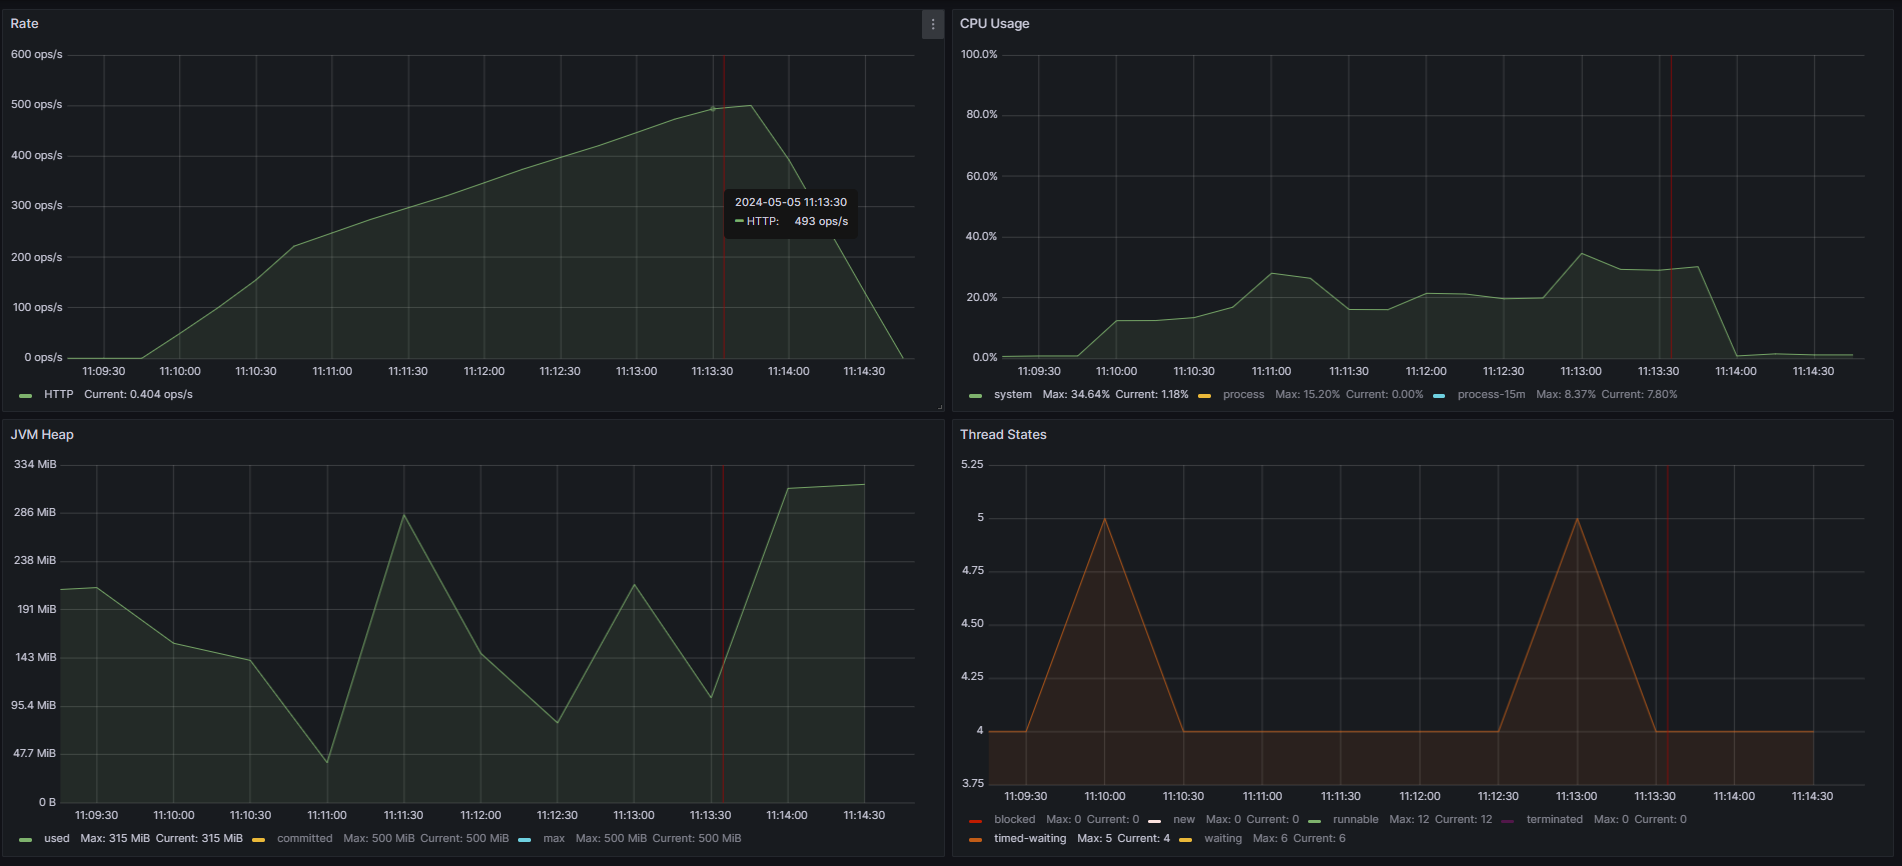 Rate
600 ops/s
500 ops/s
400 ops/s
300 ops/s
200 ops/s
100 ops/s
0 ops/s
11:09:30 11:10:00 11:10:30 11:11:00 11:11:30 11:12:00 11:12:30 11:13:00 11:13:30 11:14:00 11:14:30
2024-05-05 11:13:30
HTTP: 493 ops/s
HTTP Current: 0.404 ops/s
CPU Usage
100.0%
80.0%
60.0%
40.0%
20.0%
0.0%
11:09:30 11:10:00 11:10:30 11:11:00 11:11:30 11:12:00 11:12:30 11:13:00 11:13:30 11:14:00 11:14:30
system Max: 34.64% Current: 1.18% process Max: 15.20% Current: 0.00% process-15m Max: 8.37% Current: 7.80%
JVM Heap
334 MiB
286 MiB
238 MiB
191 MiB
143 MiB
95.4 MiB
47.7 MiB
0 B
11:09:30 11:10:00 11:10:30 11:11:00 11:11:30 11:12:00 11:12:30 11:13:00 11:13:30 11:14:00 11:14:30
used Max: 315 MiB Current: 315 MiB committed Max: 500 MiB Current: 500 MiB max Max: 500 MiB Current: 500 MiB
Thread States
5.25
5
4.75
4.50
4.25
4
3.75
11:09:30 11:10:00 11:10:30 11:11:00 11:11:30 11:12:00 11:12:30 11:13:00 11:13:30 11:14:00 11:14:30
blocked Max: 0 Current: 0 new Max: 0 Current: 0 runnable Max: 12 Current: 12 terminated Max: 0 Current: 0
timed-waiting Max: 5 Current: 4 waiting Max: 6 Current: 6